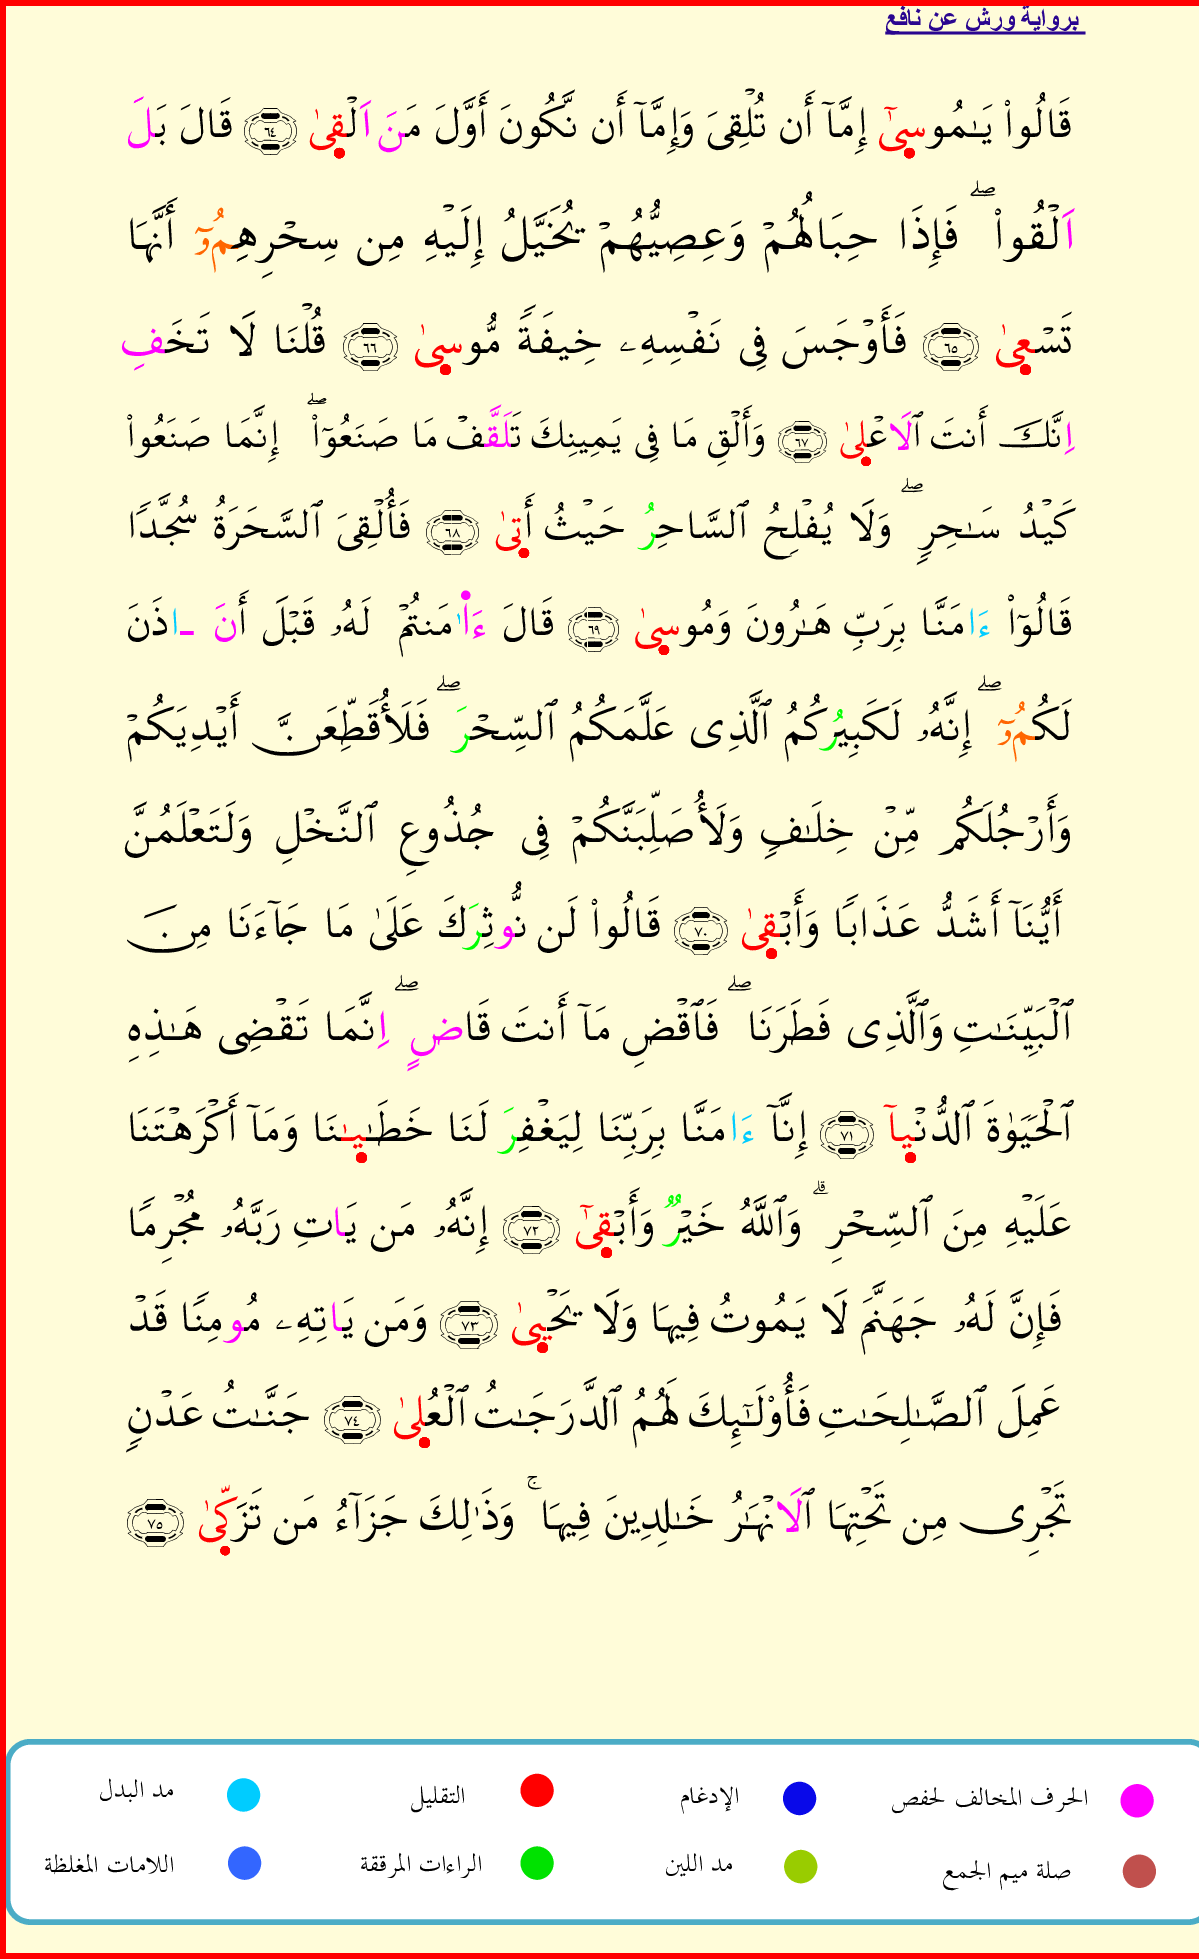 برواية ورش عن نافع
قَالُواْ يَـٰمُوسۭيٰٓ إِمَّآ أَن تُلْقِىَ وَإِمَّآ أَن نَّكُونَ أَوَّلَ مَنَ اَلْقۭيٰ ٦٤ قَالَ بَلَ
اَلْقُواْ ۖ فَإِذَا حِبَالُهُمْ وَعِصِيُّهُمْ يُخَيَّلُ إِلَيْهِ مِن سِحْرِهِمُۥٓ أَنَّهَا
تَسْعۭيٰ ٦٥ فَأَوْجَسَ فِى نَفْسِهِۦ خِيفَةً مُّوسۭيٰ ٦٦ قُلْنَا لَا تَخَفِ
اِنَّكَ أَنتَ ٱلَاعْلۭيٰ ٦٧ وَأَلْقِ مَا فِى يَمِينِكَ تَلَقَّفْ مَا صَنَعُوٓاْ ۖ إِنَّمَا صَنَعُواْ
كَيْدُ سَـٰحِرٍ ۖ وَلَا يُفْلِحُ ٱلسَّاحِرُ حَيْثُ أَتۭيٰ ٦٨ فَأُلْقِىَ ٱلسَّحَرَةُ سُجَّدًا
قَالُوٓاْ ءَامَنَّا بِرَبِّ هَـٰرُونَ وَمُوسۭيٰ ٦٩ قَالَ ءَاٰ۬مَنتُمْ لَهُۥ قَبْلَ أَنَ ـاذَنَ
لَكُمُۥٓ ۖ إِنَّهُۥ لَكَبِيرُكُمُ ٱلَّذِى عَلَّمَكُمُ ٱلسِّحْرَ ۖ فَلَأُقَطِّعَنَّ أَيْدِيَكُمْ
وَأَرْجُلَكُم مِّنْ خِلَـٰفٍ وَلَأُصَلِّبَنَّكُمْ فِى جُذُوعِ ٱلنَّخْلِ وَلَتَعْلَمُنَّ
أَيُّنَآ أَشَدُّ عَذَابًا وَأَبْقۭيٰ ٧٠ قَالُواْ لَن نُّوثِرَكَ عَلَىٰ مَا جَآءَنَا مِنَ
ٱلْبَيِّنَـٰتِ وَٱلَّذِى فَطَرَنَا ۖ فَٱقْضِ مَآ أَنتَ قَاضٍ ۖ اِنَّمَا تَقْضِى هَـٰذِهِ
ٱلْحَيَوٰةَ ٱلدُّنْيۭآ ٧١ إِنَّآ ءَامَنَّا بِرَبِّنَا لِيَغْفِرَ لَنَا خَطَـٰيۭـٰنَا وَمَآ أَكْرَهْتَنَا
عَلَيْهِ مِنَ ٱلسِّحْرِ ۗ وَٱللَّهُ خَيْرٌ وَأَبْقۭيٰٓ ٧٢ إِنَّهُۥ مَن يَاتِ رَبَّهُۥ مُجْرِمًا
فَإِنَّ لَهُۥ جَهَنَّمَ لَا يَمُوتُ فِيهَا وَلَا يَحْيۭيٰ ٧٣ وَمَن يَاتِهِۦ مُومِنًا قَدْ
عَمِلَ ٱلصَّـٰلِحَـٰتِ فَأُوْلَـٰٓئِكَ لَهُمُ ٱلدَّرَجَـٰتُ ٱلْعُلۭيٰ ٧٤ جَنَّـٰتُ عَدْنٍ
تَجْرِى مِن تَحْتِهَا ٱلَانْهَـٰرُ خَـٰلِدِينَ فِيهَا ۚ وَذَٰلِكَ جَزَآءُ مَن تَزَكّۭيٰ ٧٥
الحرف المخالف لحفص الإدغام التقليل مد البدل
صلة ميم الجمع مد اللين الراءات المرققة اللامات المغلظة